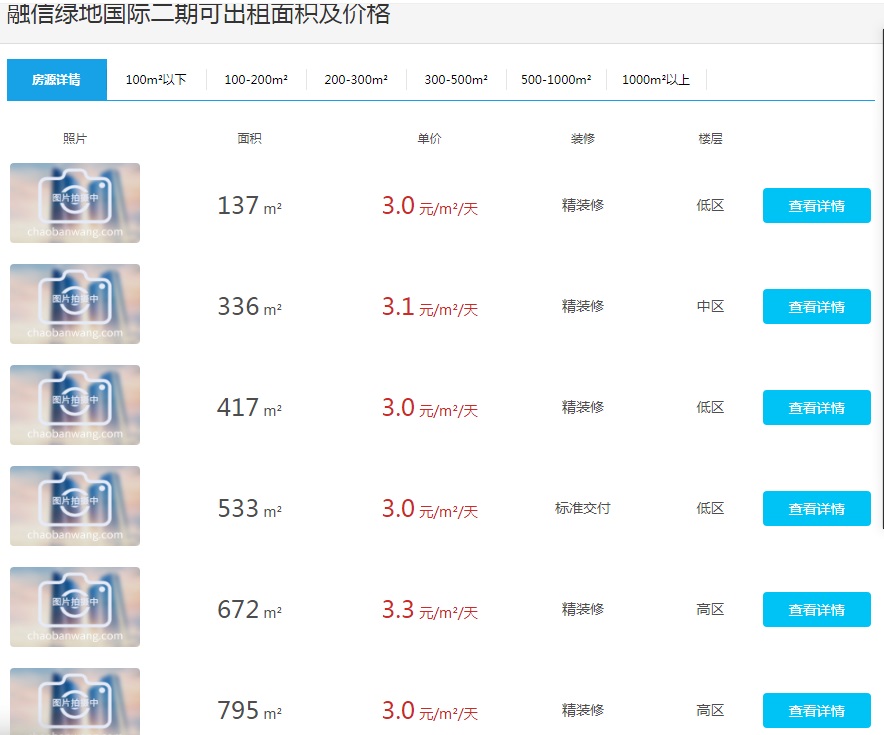 融信绿地国际二期可出租面积及价格
房源详情 100m²以下 100-200m² 200-300m² 300-500m² 500-1000m² 1000m²以上
照片 面积 单价 装修 楼层
图片拍摄中
chaobanwang.com
137 m² 3.0 元/m²/天 精装修 低区 查看详情
图片拍摄中
chaobanwang.com
336 m² 3.1 元/m²/天 精装修 中区 查看详情
图片拍摄中
chaobanwang.com
417 m² 3.0 元/m²/天 精装修 低区 查看详情
图片拍摄中
chaobanwang.com
533 m² 3.0 元/m²/天 标准交付 低区 查看详情
图片拍摄中
chaobanwang.com
672 m² 3.3 元/m²/天 精装修 高区 查看详情
图片拍摄中
795 m² 3.0 元/m²/天 精装修 高区 查看详情